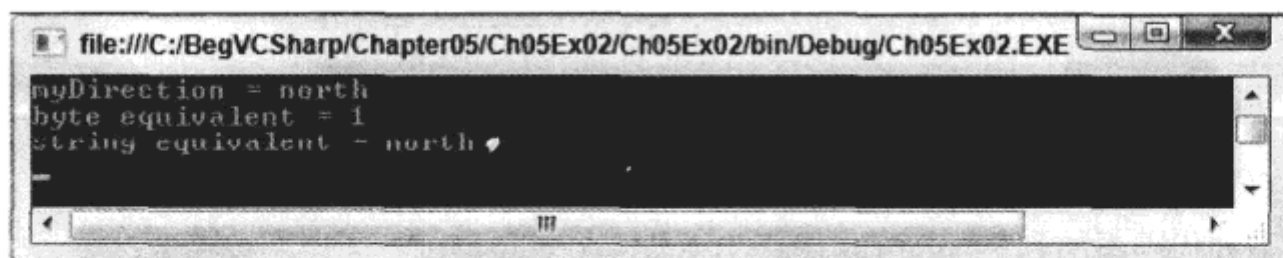 file:///C:/BegVCSharp/Chapter05/Ch05Ex02/Ch05Ex02/bin/Debug/Ch05Ex02.EXE
myDirection = north
byte equivalent = 1
string equivalent = north